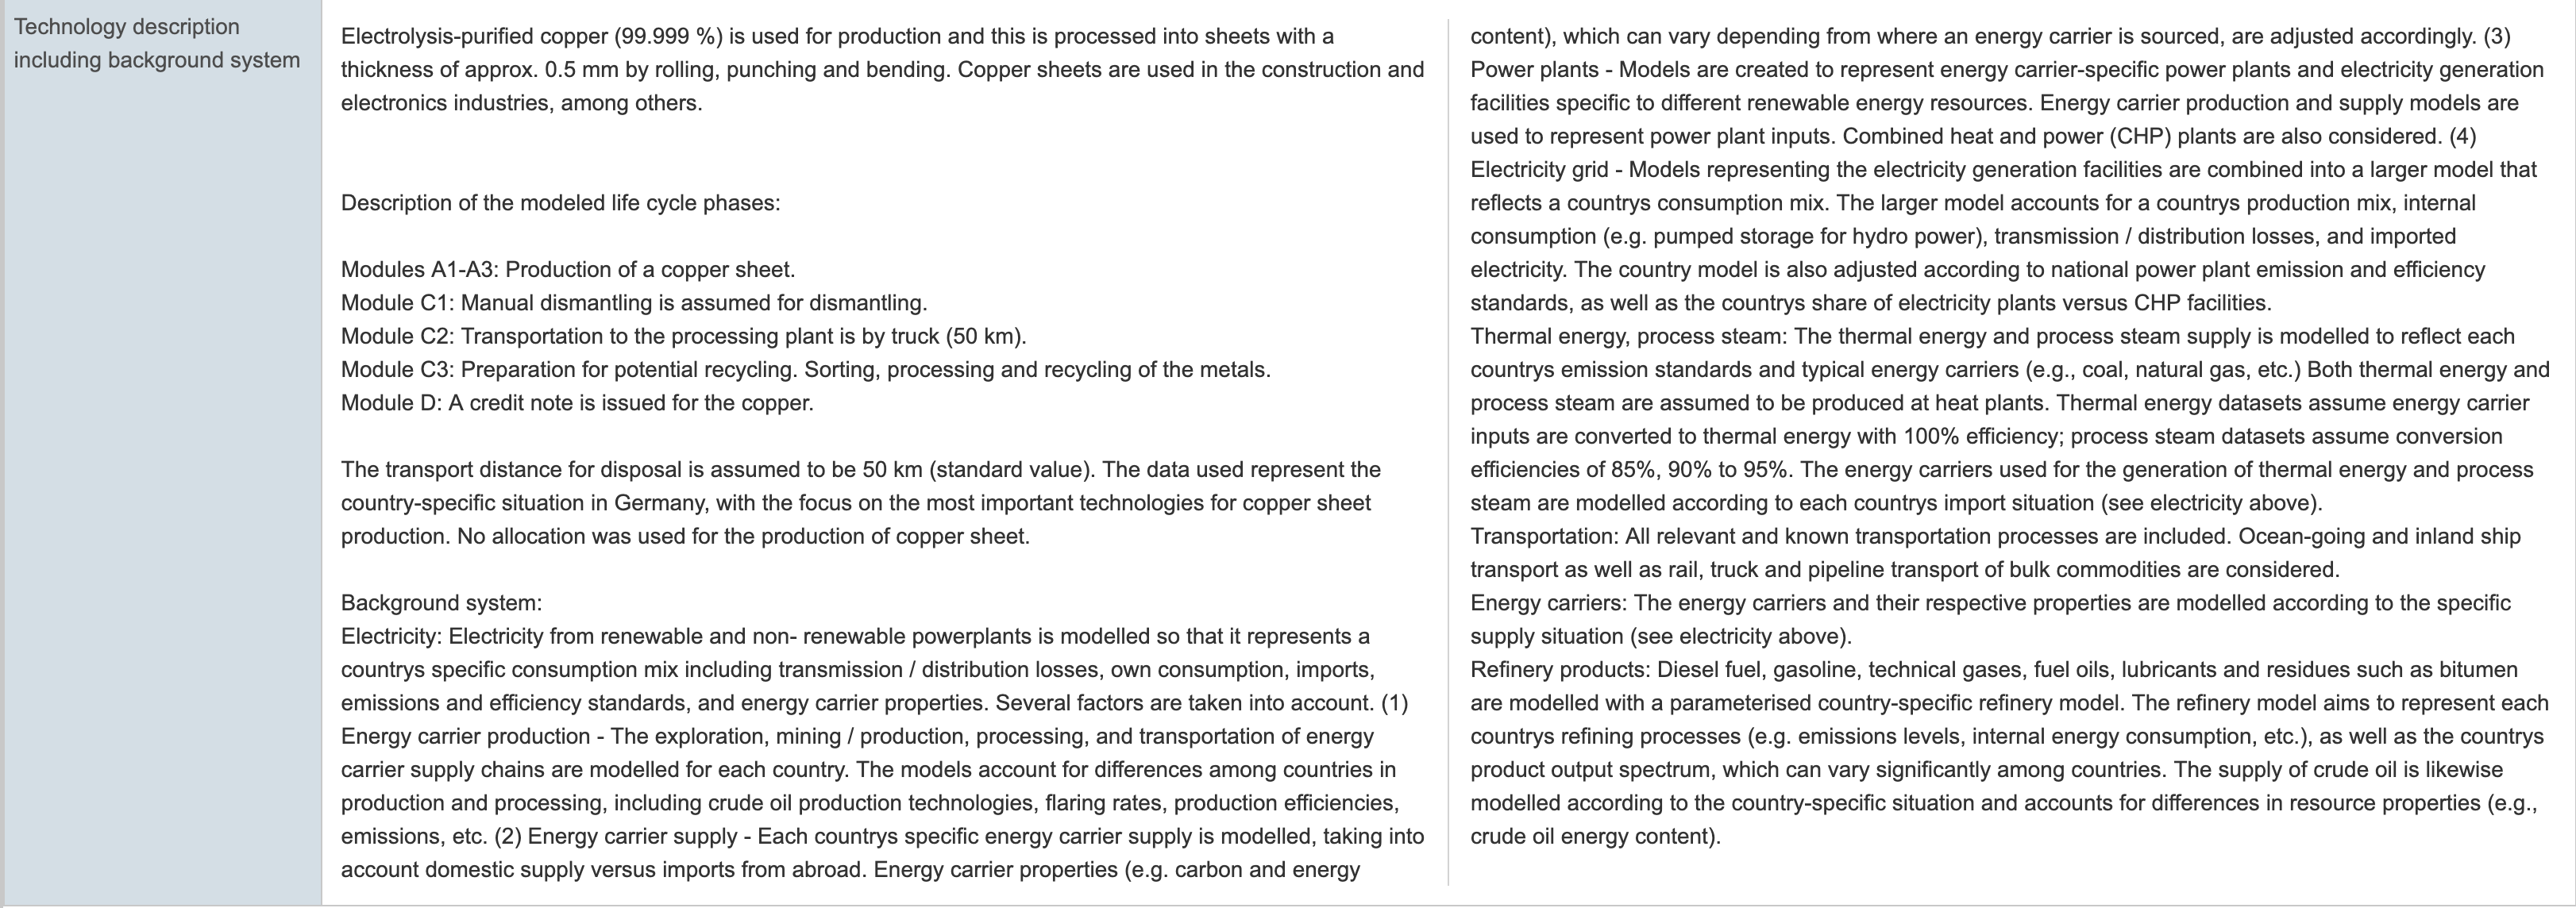 Technology description
including background system
Electrolysis-purified copper (99.999 %) is used for production and this is processed into sheets with a
thickness of approx. 0.5 mm by rolling, punching and bending. Copper sheets are used in the construction and
electronics industries, among others.
Description of the modeled life cycle phases:
Modules A1-A3: Production of a copper sheet.
Module C1: Manual dismantling is assumed for dismantling.
Module C2: Transportation to the processing plant is by truck (50 km).
Module C3: Preparation for potential recycling. Sorting, processing and recycling of the metals.
Module D: A credit note is issued for the copper.
The transport distance for disposal is assumed to be 50 km (standard value). The data used represent the
country-specific situation in Germany, with the focus on the most important technologies for copper sheet
production. No allocation was used for the production of copper sheet.
Background system:
Electricity: Electricity from renewable and non- renewable powerplants is modelled so that it represents a
countrys specific consumption mix including transmission / distribution losses, own consumption, imports,
emissions and efficiency standards, and energy carrier properties. Several factors are taken into account. (1)
Energy carrier production - The exploration, mining / production, processing, and transportation of energy
carrier supply chains are modelled for each country. The models account for differences among countries in
production and processing, including crude oil production technologies, flaring rates, production efficiencies,
emissions, etc. (2) Energy carrier supply - Each countrys specific energy carrier supply is modelled, taking into
account domestic supply versus imports from abroad. Energy carrier properties (e.g. carbon and energy
content), which can vary depending from where an energy carrier is sourced, are adjusted accordingly. (3)
Power plants - Models are created to represent energy carrier-specific power plants and electricity generation
facilities specific to different renewable energy resources. Energy carrier production and supply models are
used to represent power plant inputs. Combined heat and power (CHP) plants are also considered. (4)
Electricity grid - Models representing the electricity generation facilities are combined into a larger model that
reflects a countrys consumption mix. The larger model accounts for a countrys production mix, internal
consumption (e.g. pumped storage for hydro power), transmission / distribution losses, and imported
electricity. The country model is also adjusted according to national power plant emission and efficiency
standards, as well as the countrys share of electricity plants versus CHP facilities.
Thermal energy, process steam: The thermal energy and process steam supply is modelled to reflect each
countrys emission standards and typical energy carriers (e.g., coal, natural gas, etc.) Both thermal energy and
process steam are assumed to be produced at heat plants. Thermal energy datasets assume energy carrier
inputs are converted to thermal energy with 100% efficiency; process steam datasets assume conversion
efficiencies of 85%, 90% to 95%. The energy carriers used for the generation of thermal energy and process
steam are modelled according to each countrys import situation (see electricity above).
Transportation: All relevant and known transportation processes are included. Ocean-going and inland ship
transport as well as rail, truck and pipeline transport of bulk commodities are considered.
Energy carriers: The energy carriers and their respective properties are modelled according to the specific
supply situation (see electricity above).
Refinery products: Diesel fuel, gasoline, technical gases, fuel oils, lubricants and residues such as bitumen
are modelled with a parameterised country-specific refinery model. The refinery model aims to represent each
countrys refining processes (e.g. emissions levels, internal energy consumption, etc.), as well as the countrys
product output spectrum, which can vary significantly among countries. The supply of crude oil is likewise
modelled according to the country-specific situation and accounts for differences in resource properties (e.g.,
crude oil energy content).